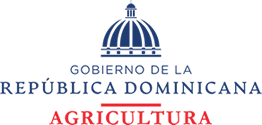 GOBIERNO DE LA
REPÚBLICA DOMINICANA
AGRICULTURA